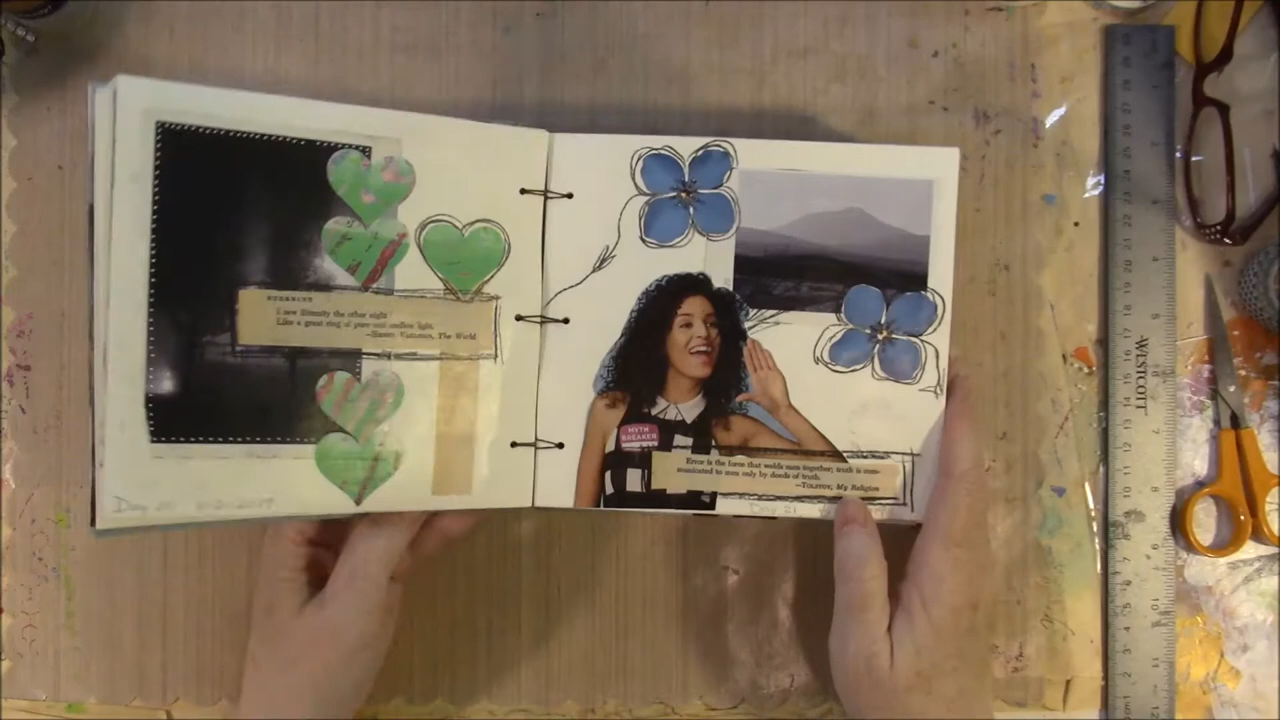 I saw Eternity the other night
Like a great ring of pure and endless light.
The World
MYTH
BREAKER
Error is the force that welds men together; truth is com-
municated to men only by deeds of truth.
—TOLSTOY, My Religion
Day 21
WESTCOTT